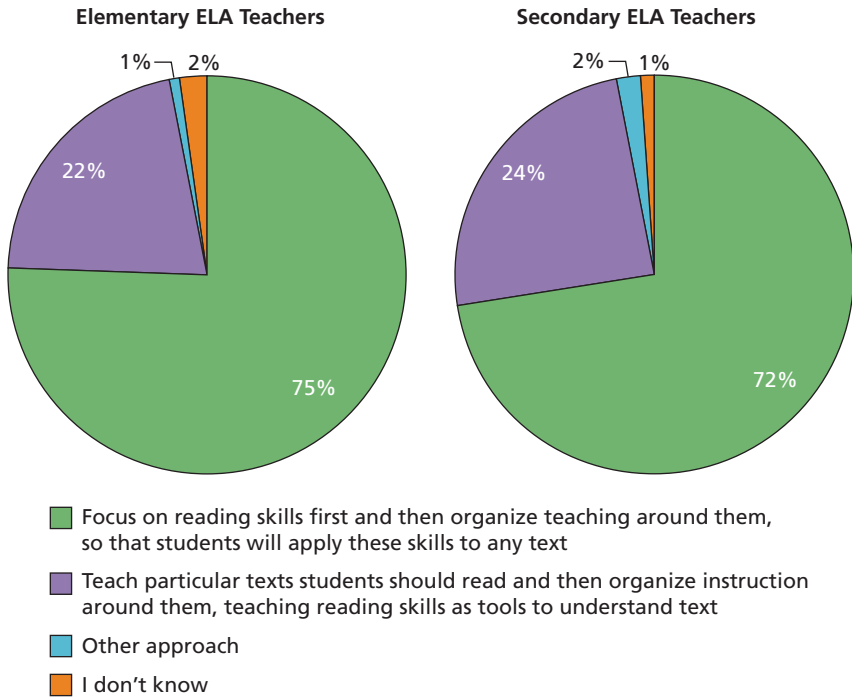 Elementary ELA Teachers
1%
2%
22%
75%
Secondary ELA Teachers
2%
1%
24%
72%
Focus on reading skills first and then organize teaching around them,
so that students will apply these skills to any text
Teach particular texts students should read and then organize instruction
around them, teaching reading skills as tools to understand text
Other approach
I don't know